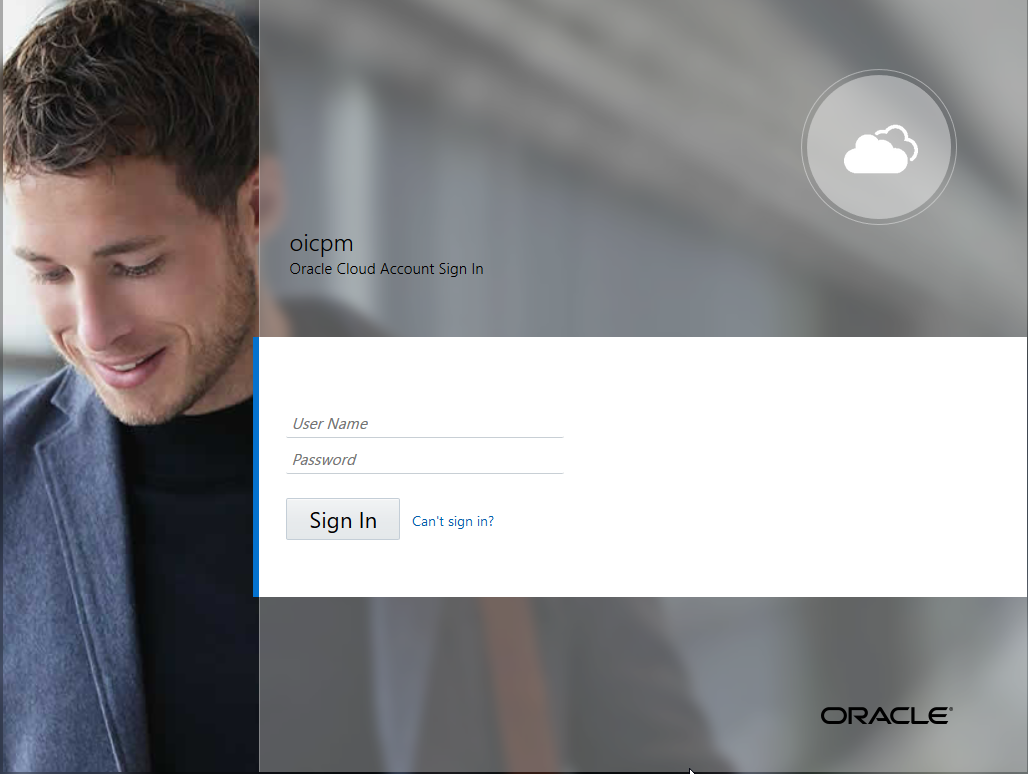 oicpm
Oracle Cloud Account Sign In
User Name
Password
Sign In
Can't sign in?
ORACLE®